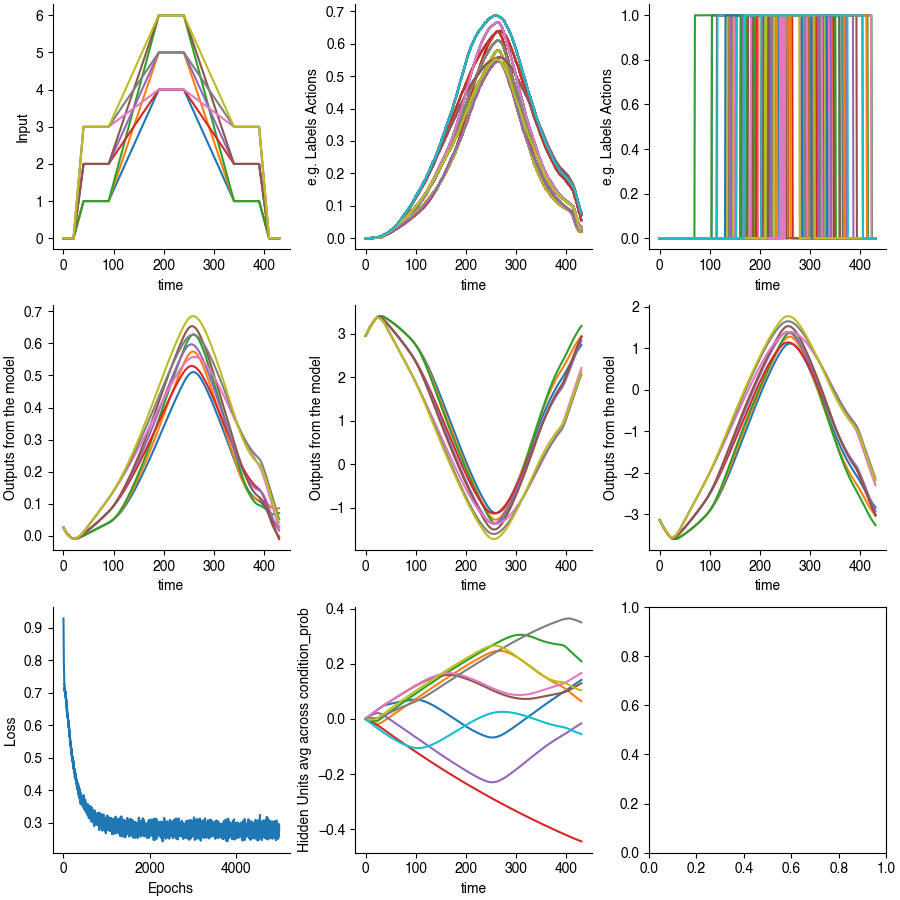 6
5
4
3
2
1
0
Input
0 100 200 300 400
time
0.7
0.6
0.5
0.4
0.3
0.2
0.1
0.0
e.g. Labels Actions
0 100 200 300 400
time
1.0
0.8
0.6
0.4
0.2
0.0
e.g. Labels Actions
0 100 200 300 400
time
0.7
0.6
0.5
0.4
0.3
0.2
0.1
0.0
Outputs from the model
0 100 200 300 400
time
3
2
1
0
−1
Outputs from the model
0 100 200 300 400
time
2
1
0
−1
−2
−3
Outputs from the model
0 100 200 300 400
time
0.9
0.8
0.7
0.6
0.5
0.4
0.3
Loss
0 2000 4000
Epochs
0.4
0.2
0.0
−0.2
−0.4
Hidden Units avg across condition_prob
0 100 200 300 400
time
1.0
0.8
0.6
0.4
0.2
0.0
0.0 0.2 0.4 0.6 0.8 1.0